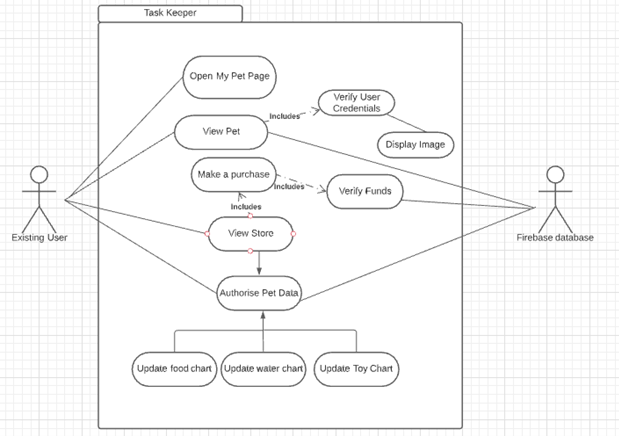 Task Keeper
Open My Pet Page
Verify User
Credentials
Includes
View Pet
Display Image
Make a purchase
Includes
Verify Funds
Includes
View Store
Existing User
Firebase database
Authorise Pet Data
Update food chart
Update water chart
Update Toy Chart